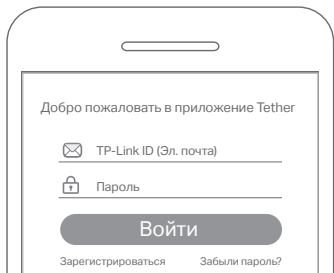 Добро пожаловать в приложение Tether
TP-Link ID (Эл. почта)
Пароль
Войти
Зарегистрироваться Забыли пароль?